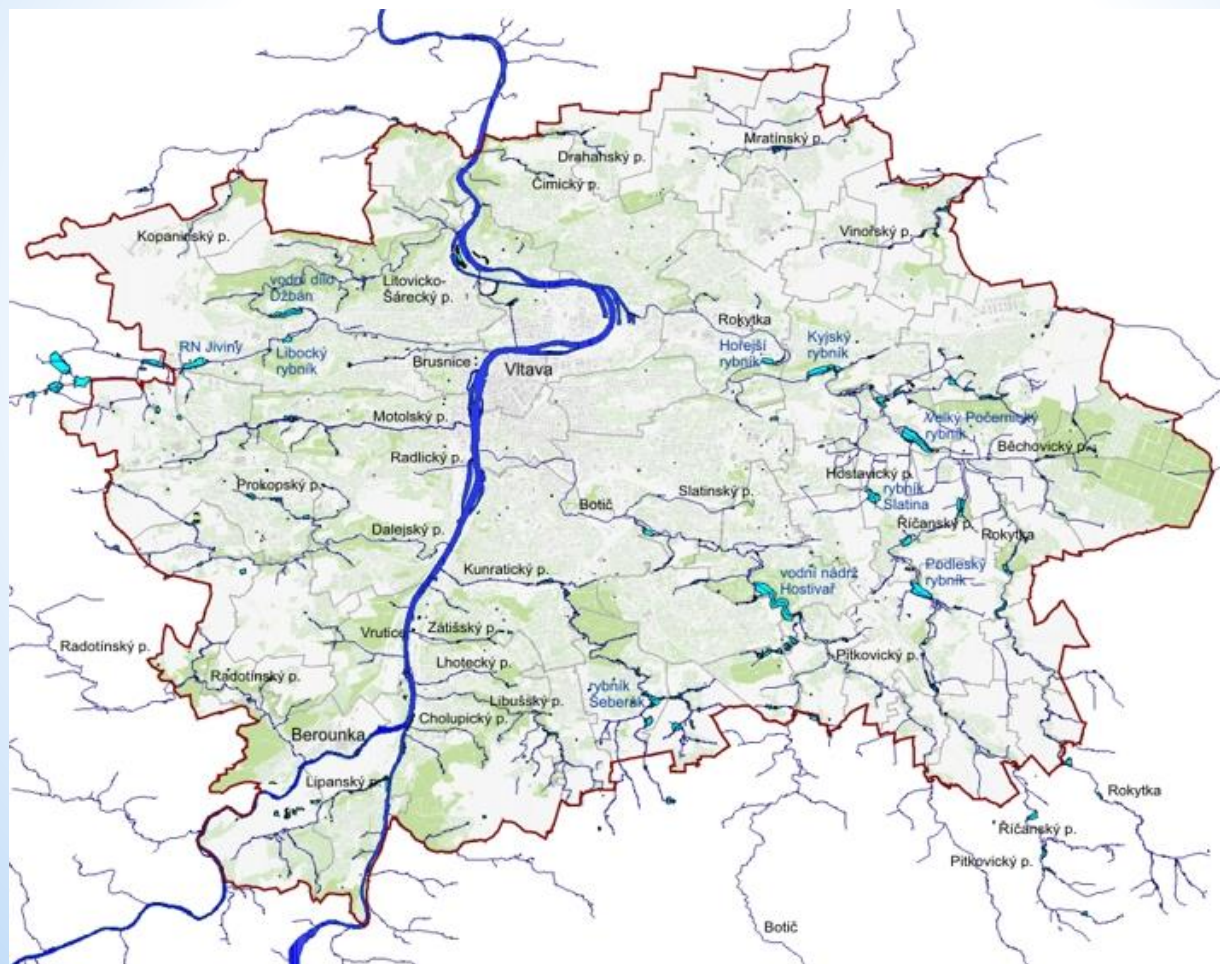 Mratínský p.
Drahaňský p.
Čimický p.
Kopaninský p.
Vinořský p.
vodní dílo
Džbán
Litovicko-
Šárecký p.
Rokytka
RN Jiviny
Libocký
rybník
Brusnice
Vltava
Hořejší
rybník
Kyjský
rybník
Motolský p.
Velký Počernický
rybník
Radlický p.
Běchovický p.
Prokopský p.
Hostavický p.
rybník
Slatina
Slatinský p.
Botič
Dalejský p.
Říčanský p.
Rokytka
Kunratický p.
vodní nádrž
Hostivař
Podleský
rybník
Vrutice
Zátišský p.
Radotínský p.
Lhotecký p.
Pitkovický p.
Radotínský p.
rybník
Šeberák
Libušský p.
Cholupický p.
Berounka
Lipanský p.
Rokytka
Říčanský p.
Pitkovický p.
Botič